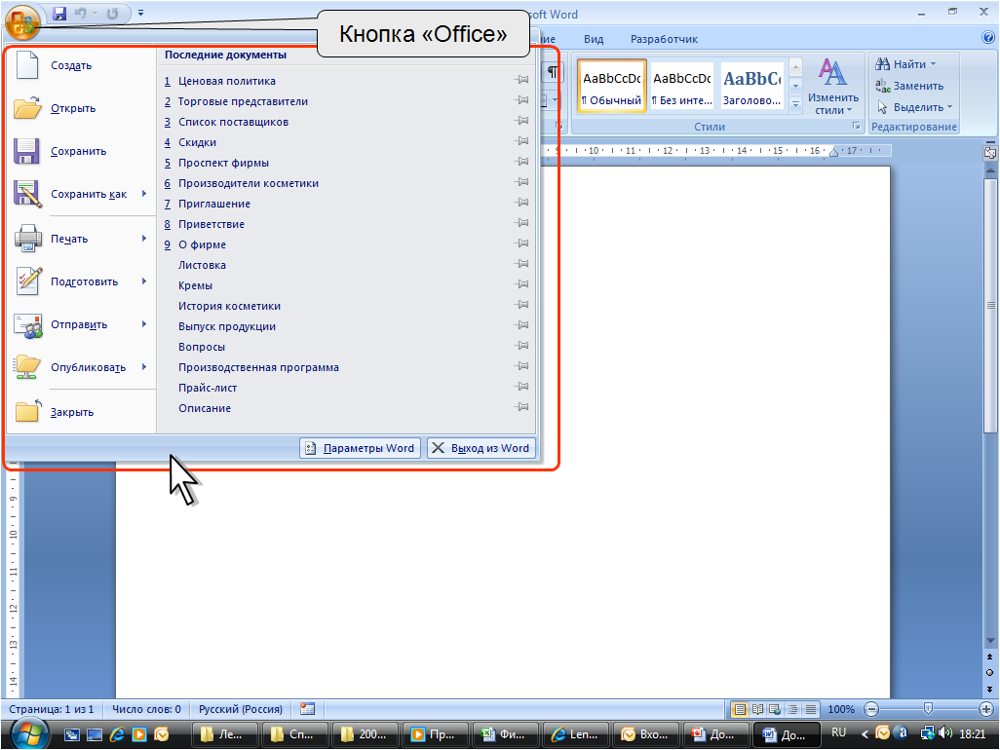 Кнопка «Office»
soft Word
ние Вид Разработчик
Создать
Открыть
Сохранить
Сохранить как
Печать
Подготовить
Отправить
Опубликовать
Закрыть
Последние документы
1 Ценовая политика
2 Торговые представители
3 Список поставщиков
4 Скидки
5 Проспект фирмы
6 Производители косметики
7 Приглашение
8 Приветствие
9 О фирме
Листовка
Кремы
История косметики
Выпуск продукции
Вопросы
Производственная программа
Прайс-лист
Описание
Параметры Word Выход из Word
AaBbCcDc AaBbCcDc AaBbCc
¶ Обычный ¶ Без инте... Заголово...
Изменить
стили
Стили
Найти
Заменить
Выделить
Редактирование
9 10 11 12 13 14 15 16 17
8
9
10
11
12
13
14
Страница: 1 из 1 Число слов: 0 Русский (Россия) 100%
Ле... Сп... 200... Пр... Фи... Len... Вхо... До... До... RU 18:21